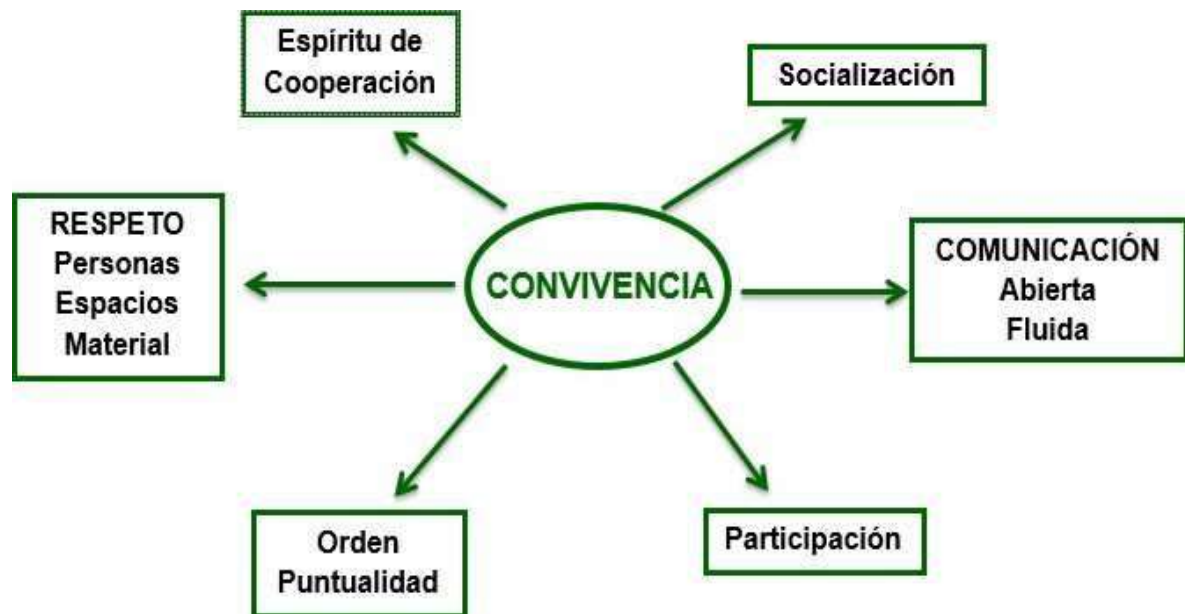 Espíritu de
Cooperación
Socialización
RESPETO
Personas
Espacios
Material
CONVIVENCIA
COMUNICACIÓN
Abierta
Fluida
Orden
Puntualidad
Participación